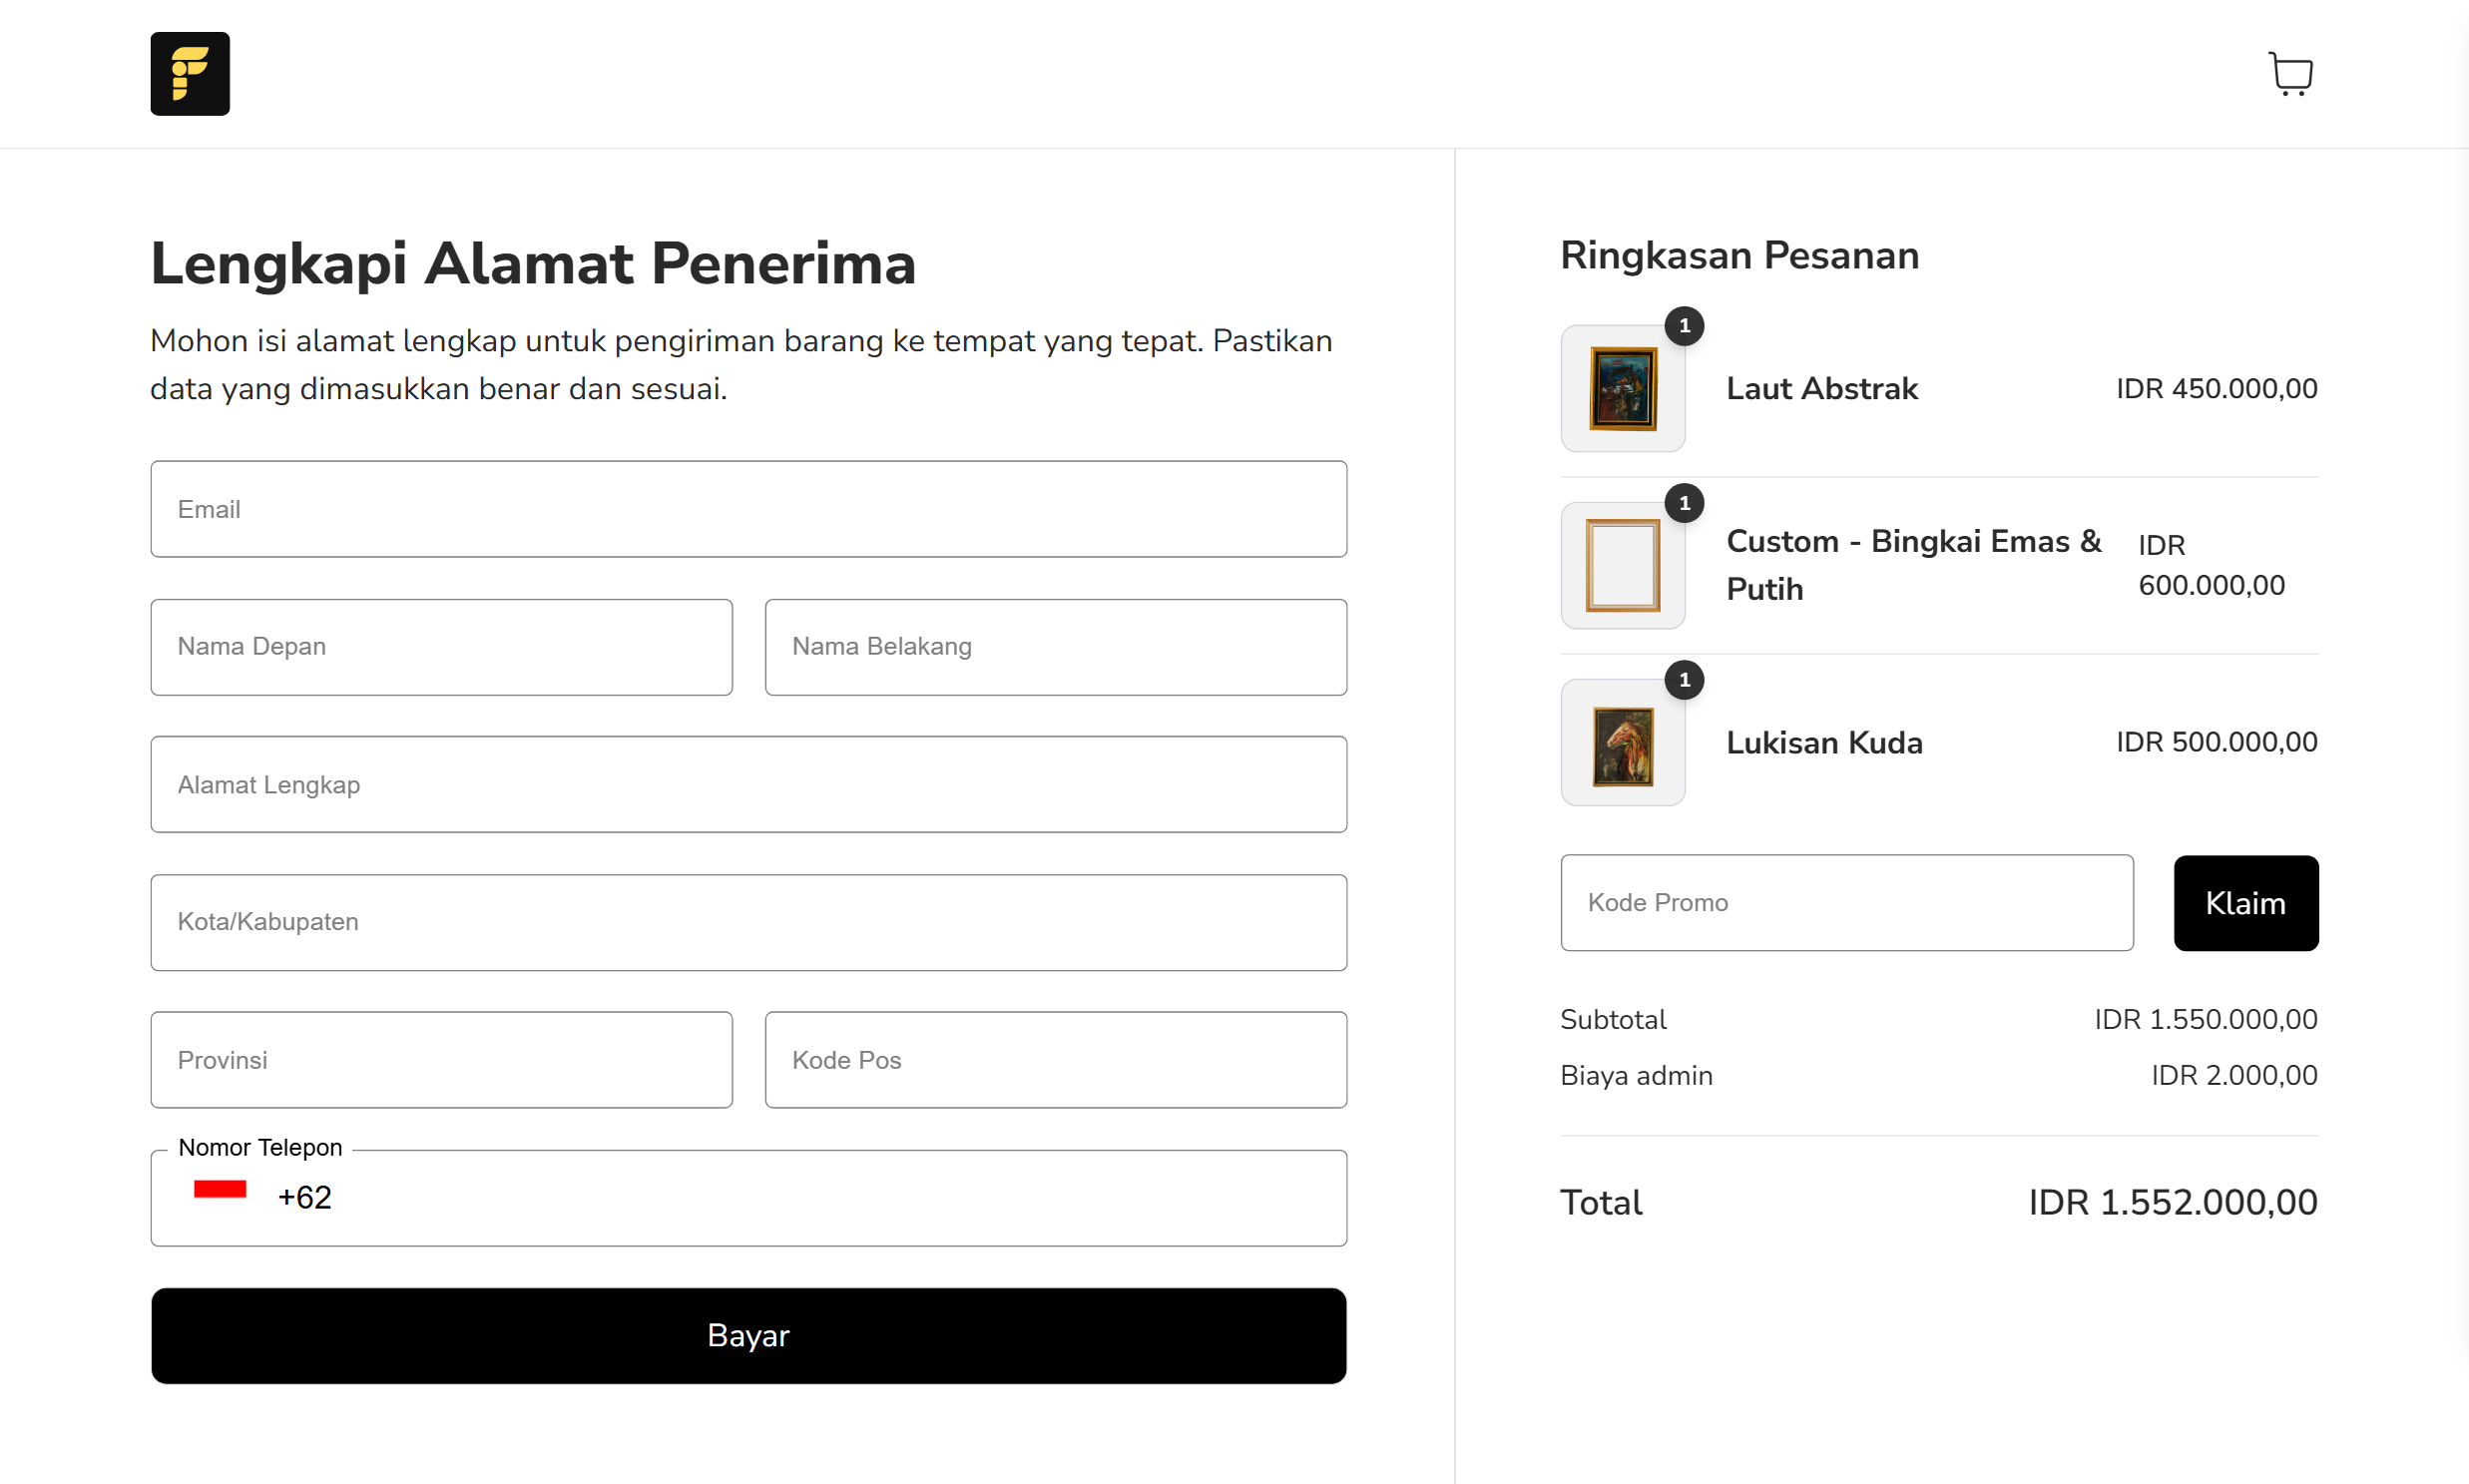 Lengkapi Alamat Penerima
Mohon isi alamat lengkap untuk pengiriman barang ke tempat yang tepat. Pastikan
data yang dimasukkan benar dan sesuai.
Email
Nama Depan
Nama Belakang
Alamat Lengkap
Kota/Kabupaten
Provinsi
Kode Pos
Nomor Telepon
+62
Bayar
Ringkasan Pesanan
1
Laut Abstrak
IDR 450.000,00
1
Custom - Bingkai Emas &
Putih
IDR
600.000,00
1
Lukisan Kuda
IDR 500.000,00
Kode Promo
Klaim
Subtotal
IDR 1.550.000,00
Biaya admin
IDR 2.000,00
Total
IDR 1.552.000,00